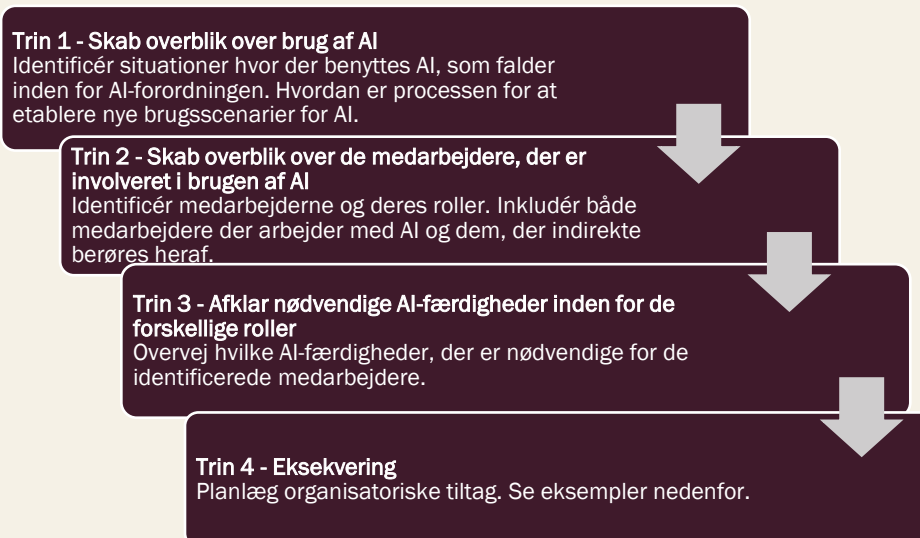 Trin 1 - Skab overblik over brug af AI
Identificér situationer hvor der benyttes AI, som falder
inden for AI-forordningen. Hvordan er processen for at
etablere nye brugsscenarier for AI.
Trin 2 - Skab overblik over de medarbejdere, der er
involveret i brugen af AI
Identificér medarbejderne og deres roller. Inkludér både
medarbejdere der arbejder med AI og dem, der indirekte
berøres heraf.
Trin 3 - Afklar nødvendige AI-færdigheder inden for de
forskellige roller
Overvej hvilke AI-færdigheder, der er nødvendige for de
identificerede medarbejdere.
Trin 4 - Eksekvering
Planlæg organisatoriske tiltag. Se eksempler nedenfor.